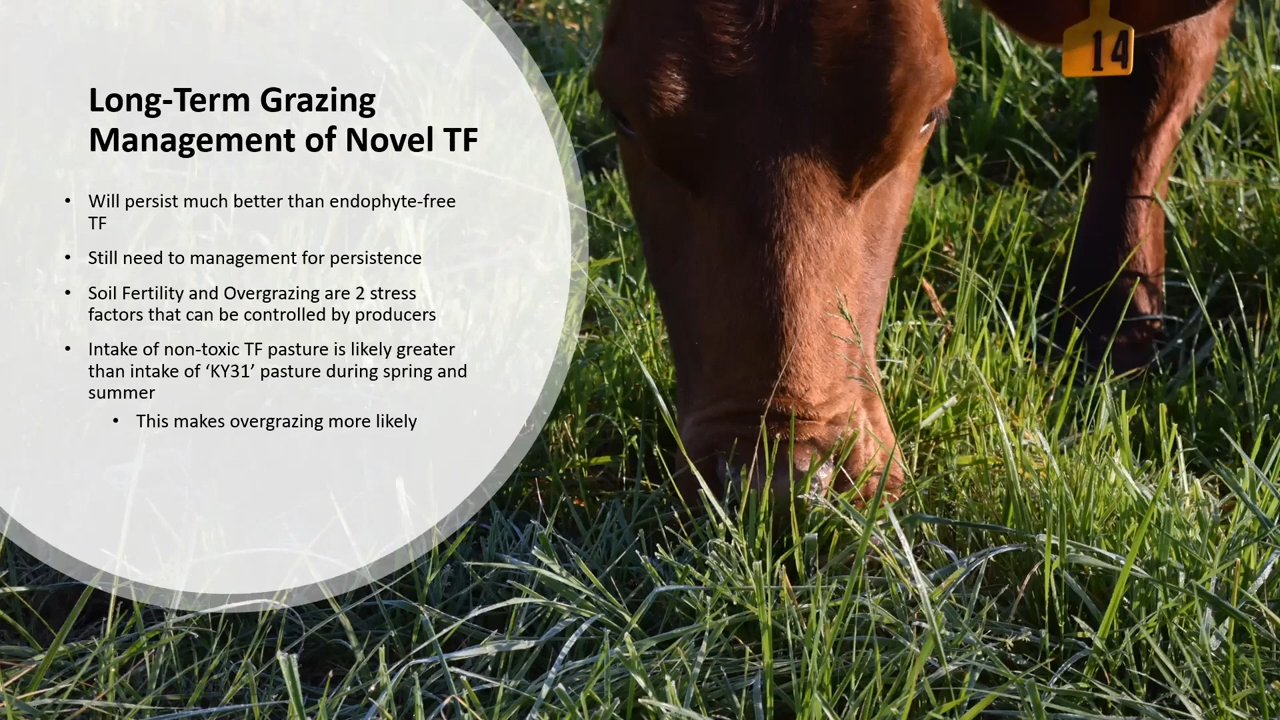 Long-Term Grazing
Management of Novel TF
• Will persist much better than endophyte-free
TF
• Still need to management for persistence
• Soil Fertility and Overgrazing are 2 stress
factors that can be controlled by producers
• Intake of non-toxic TF pasture is likely greater
than intake of ‘KY31’ pasture during spring and
summer
• This makes overgrazing more likely
14